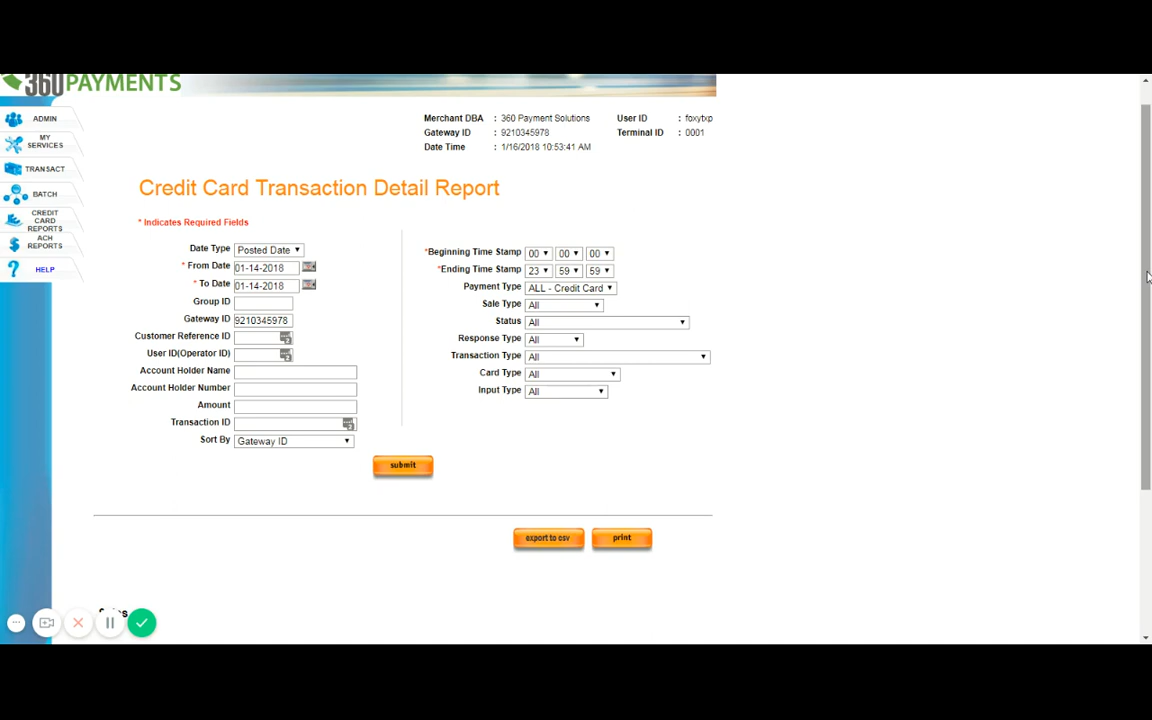 360PAYMENTS
ADMIN
MY
SERVICES
TRANSACT
BATCH
CREDIT
CARD
REPORTS
ACH
REPORTS
HELP
Merchant DBA : 360 Payment Solutions User ID : foxytxp
Gateway ID : 9210345978 Terminal ID : 0001
Date Time : 1/16/2018 10:53:41 AM
Credit Card Transaction Detail Report
* Indicates Required Fields
Date Type Posted Date
* From Date 01-14-2018
* To Date 01-14-2018
Group ID
Gateway ID 9210345978
Customer Reference ID
User ID(Operator ID)
Account Holder Name
Account Holder Number
Amount
Transaction ID
Sort By Gateway ID
*Beginning Time Stamp 00 00 00
*Ending Time Stamp 23 59 59
Payment Type ALL - Credit Card
Sale Type All
Status All
Response Type All
Transaction Type All
Card Type All
Input Type All
submit
export to csv print